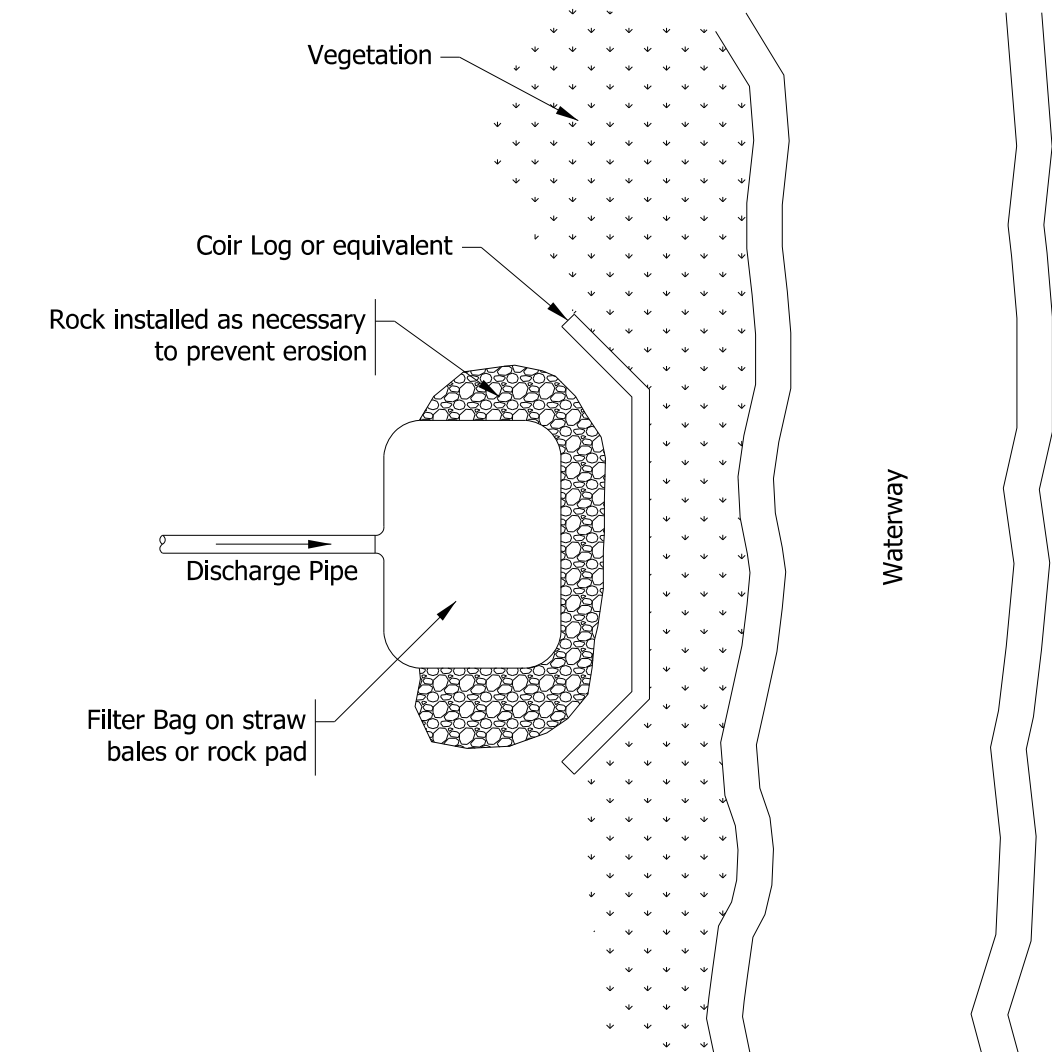 Vegetation
Coir Log or equivalent
Rock installed as necessary
to prevent erosion
Waterway
Discharge Pipe
Filter Bag on straw
bales or rock pad